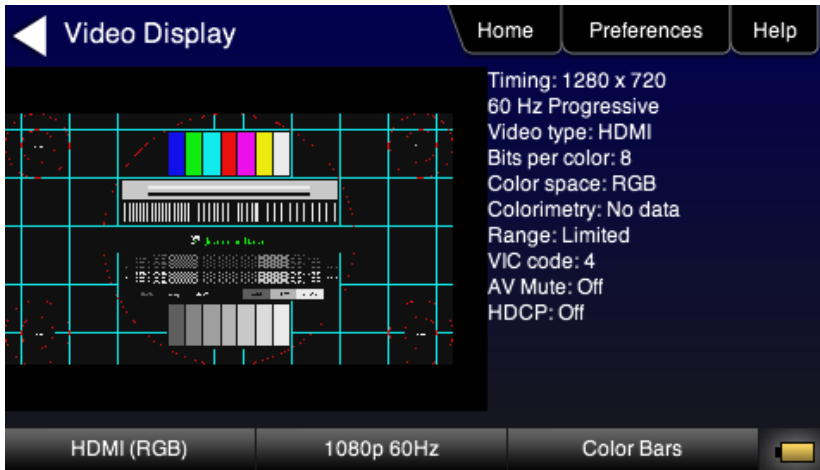 Video Display
Home
Preferences
Help
Timing: 1280 x 720
60 Hz Progressive
Video type: HDMI
Bits per color: 8
Color space: RGB
Colorimetry: No data
Range: Limited
VIC code: 4
AV Mute: Off
HDCP: Off
HDMI (RGB)
1080p 60Hz
Color Bars